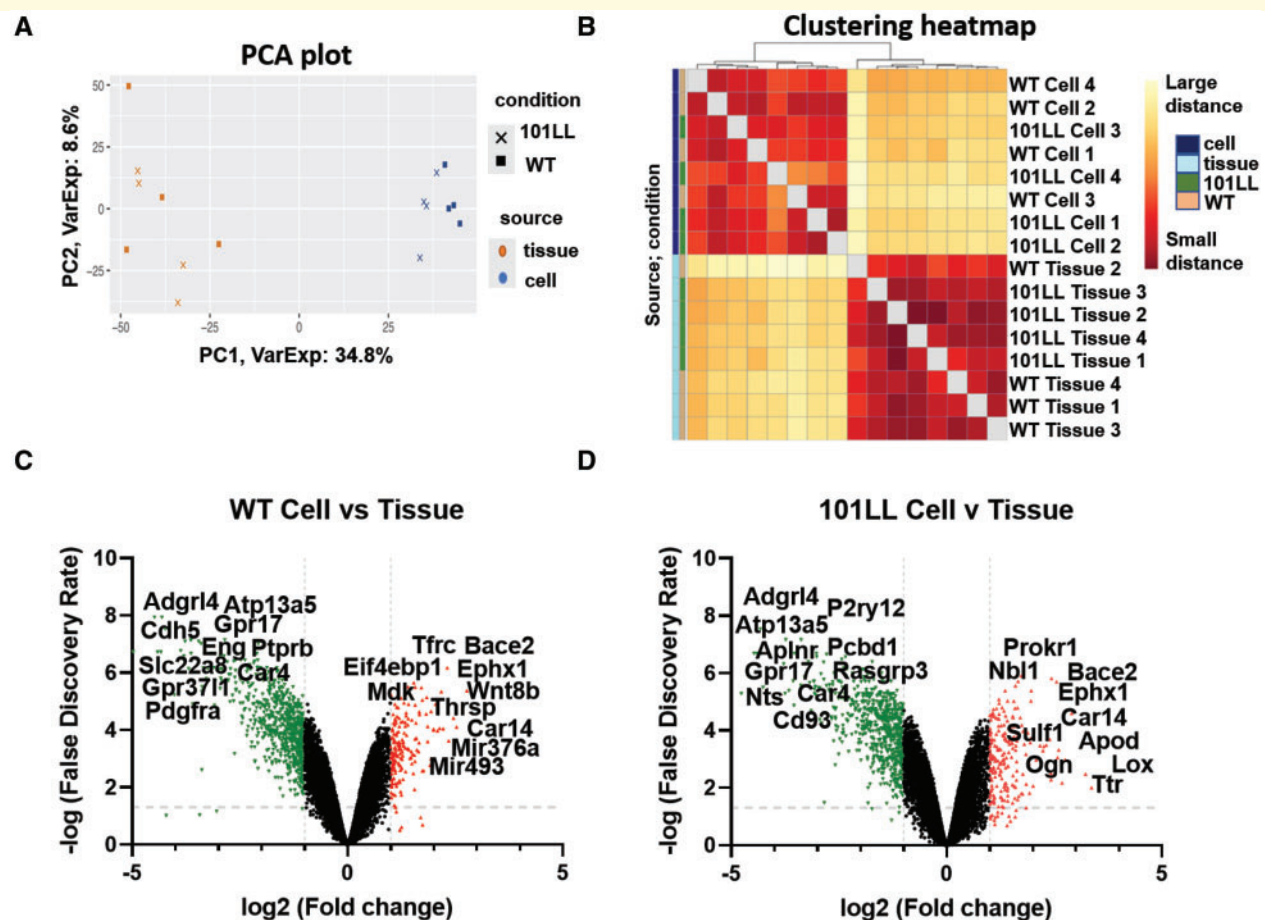 A
PCA plot
50
25
0
−25
−50
−25
0
25
PC2, VarExp: 8.6%
PC1, VarExp: 34.8%
condition
101LL
WT
source
tissue
cell
B
Clustering heatmap
Source; condition
WT Cell 4
WT Cell 2
101LL Cell 3
WT Cell 1
101LL Cell 4
WT Cell 3
101LL Cell 1
101LL Cell 2
WT Tissue 2
101LL Tissue 3
101LL Tissue 2
101LL Tissue 4
101LL Tissue 1
WT Tissue 4
WT Tissue 1
WT Tissue 3
Large
distance
Small
distance
cell
tissue
101LL
WT
C
WT Cell vs Tissue
-log (False Discovery Rate)
10
8
6
4
2
0
-5
0
5
log2 (Fold change)
Adgrl4
Atp13a5
Cdh5
Gpr17
Eng
Ptprb
Slc22a8
Car4
Gpr37l1
Pdgfra
Tfrc
Bace2
Eif4ebp1
Ephx1
Mdk
Wnt8b
Thrsp
Car14
Mir376a
Mir493
D
101LL Cell v Tissue
-log (False Discovery Rate)
10
8
6
4
2
0
-5
0
5
log2 (Fold change)
Adgrl4
P2ry12
Atp13a5
Aplnr
Pcbd1
Gpr17
Rasgrp3
Nts
Car4
Cd93
Prokr1
Nbl1
Bace2
Ephx1
Car14
Sulf1
Apod
Ogn
Lox
Ttr